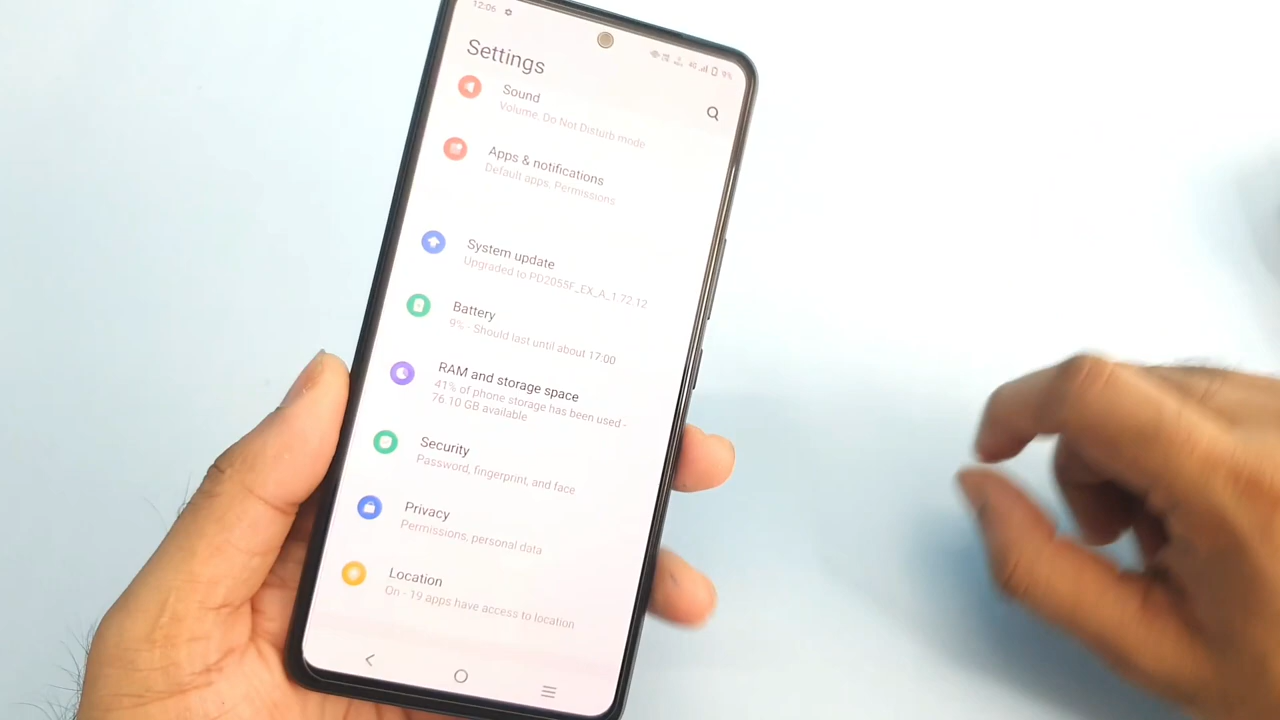 12:06
4G
9%
Settings
Sound
Volume, Do Not Disturb mode
Apps & notifications
Default apps, Permissions
System update
Upgraded to PD2055F_EX_A_1.72.12
Battery
9% - Should last until about 17:00
RAM and storage space
41% of phone storage has been used -
76.10 GB available
Security
Password, fingerprint, and face
Privacy
Permissions, personal data
Location
On - 19 apps have access to location